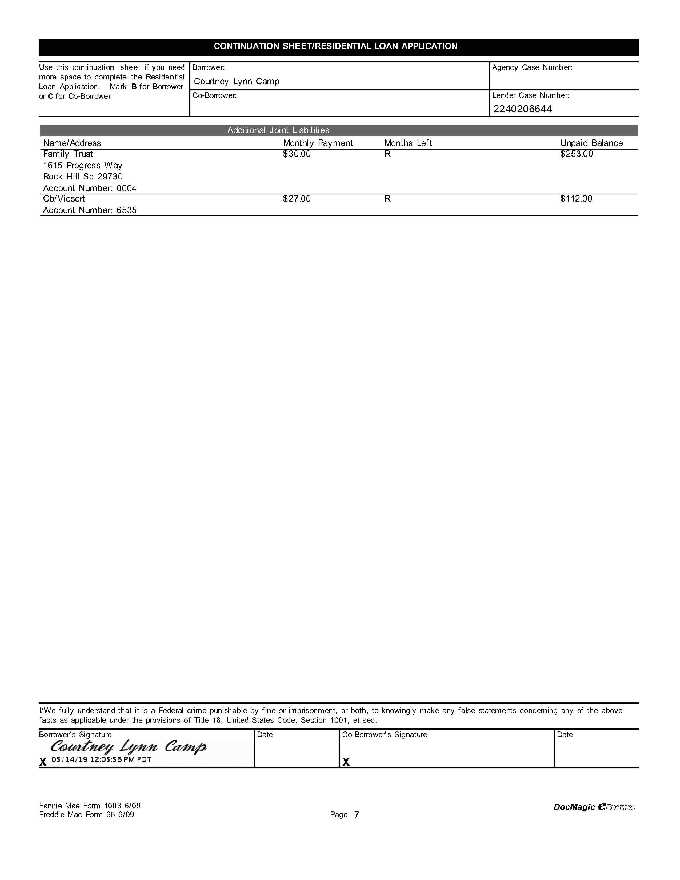 CONTINUATION SHEET/RESIDENTIAL LOAN APPLICATION
Use this continuation sheet if you need
more space to complete the Residential
Loan Application. Mark B for Borrower
or C for Co-Borrower.
Borrower:
Courtney Lynn Camp
Co-Borrower:
Agency Case Number:
Lender Case Number:
2240206644
Additional Joint Liabilities
Name/Address Monthly Payment Months Left Unpaid Balance
Family Trust $30.00 R $253.00
1615 Progress Way
Rock Hill Sc 29730
Account Number: 0004
Cb/Vicscrt $27.00 R $112.00
Account Number: 6535
I/We fully understand that it is a Federal crime punishable by fine or imprisonment, or both, to knowingly make any false statements concerning any of the above
facts as applicable under the provisions of Title 18, United States Code, Section 1001, et seq.
Borrower's Signature Date Co-Borrower's Signature Date
Courtney Lynn Camp
X 05/14/19 12:05:55 PM PDT X
Fannie Mae Form 1003 6/09
Freddie Mac Form 65 6/09
Page 7
DocMagic